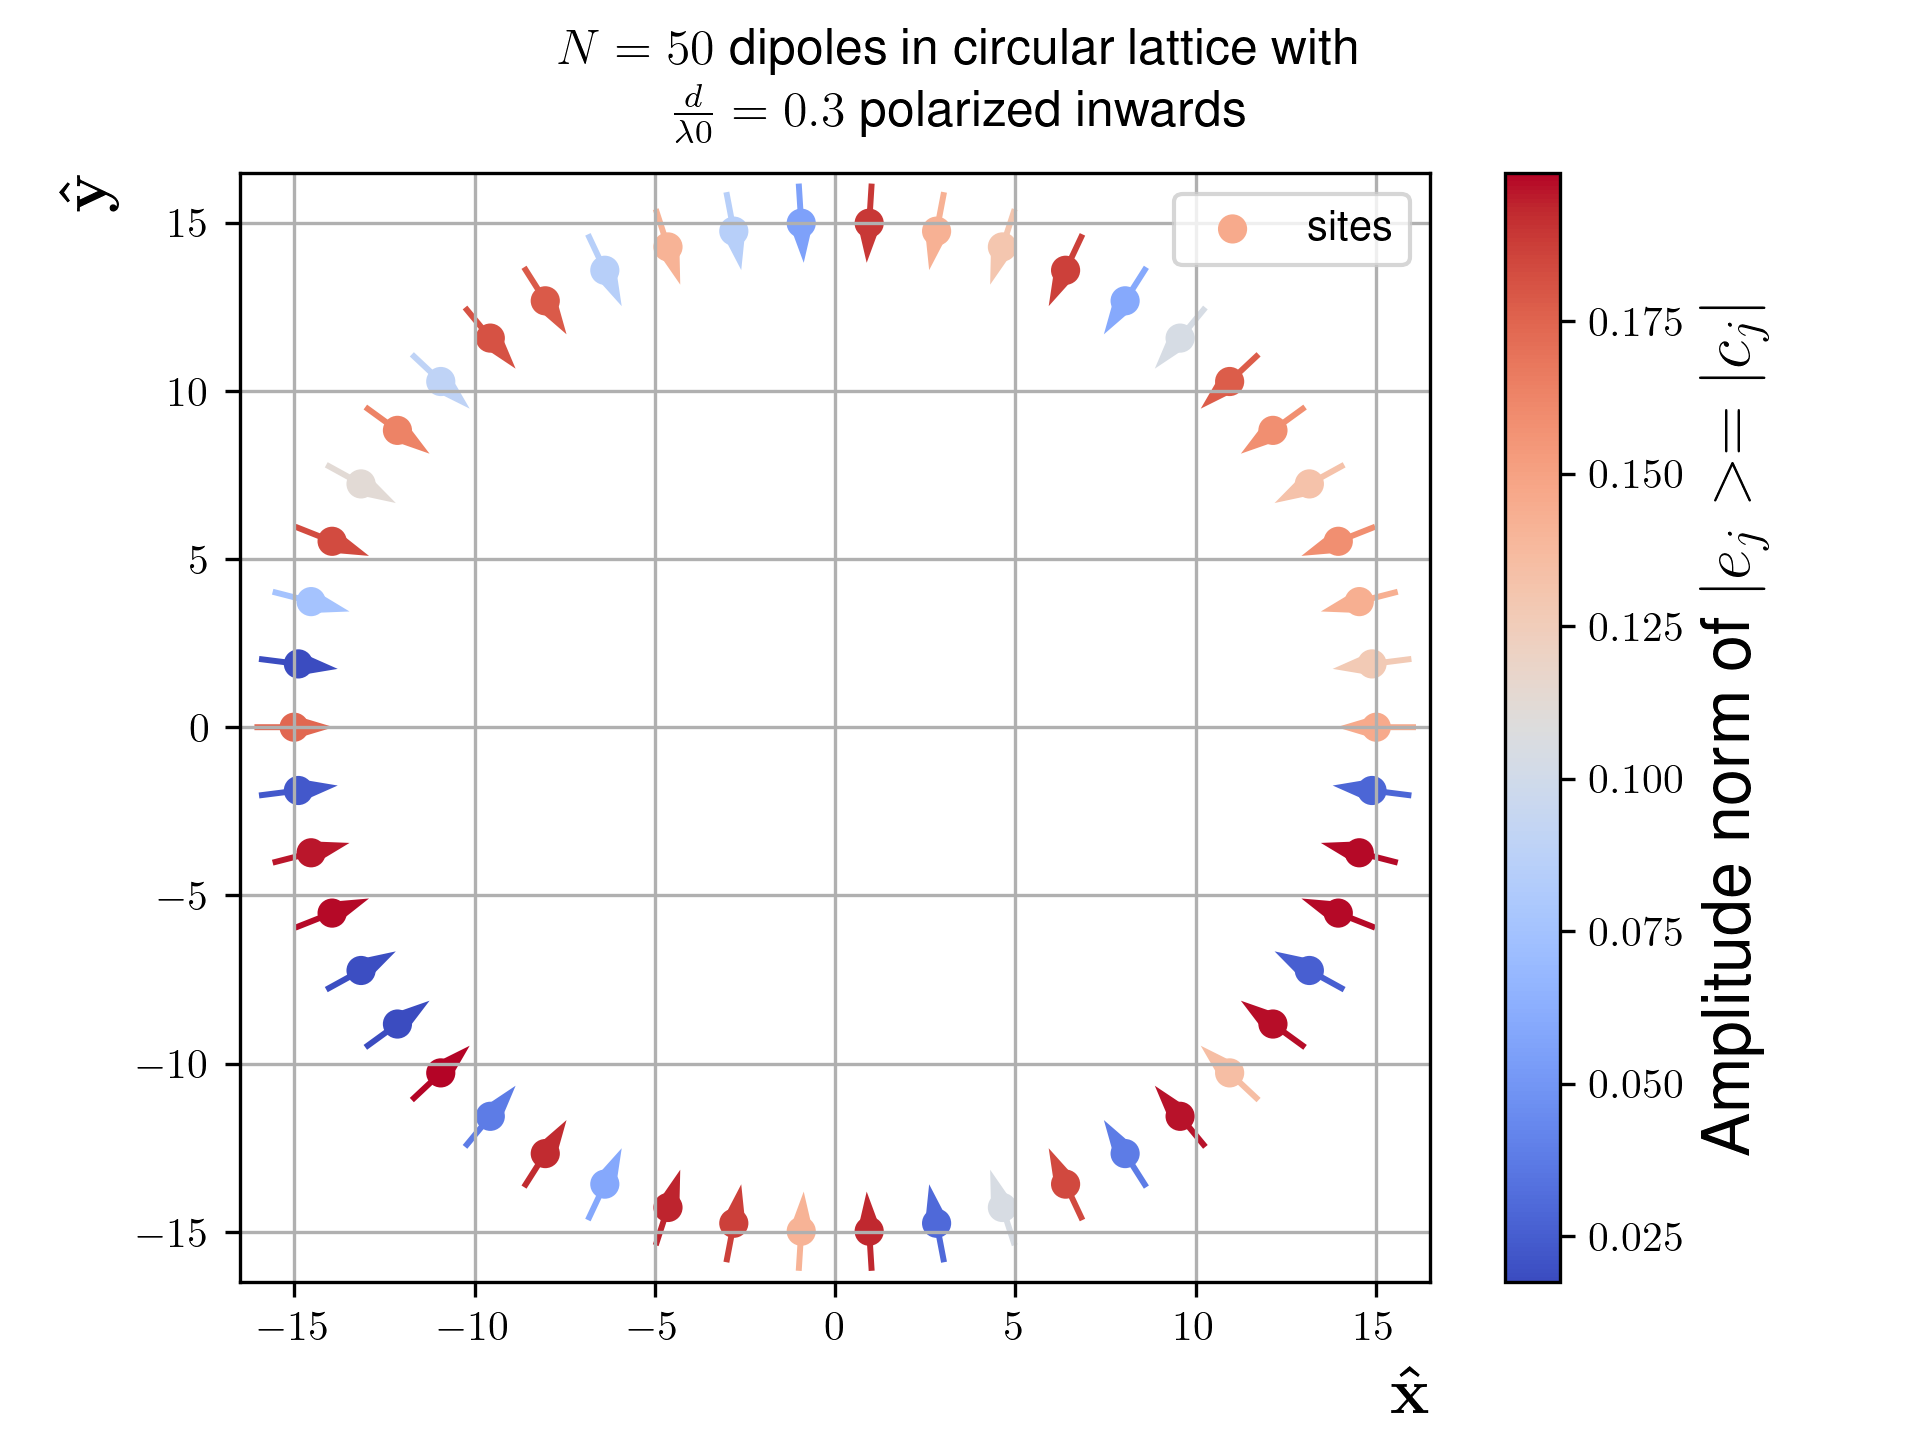 N = 50 dipoles in circular lattice with
d/λ0 = 0.3 polarized inwards
ŷ
sites
15
10
5
0
−5
−10
−15
−15 −10 −5 0 5 10 15
x̂
0.175
0.150
0.125
0.100
0.075
0.050
0.025
Amplitude norm of |e_j >= |c_j|